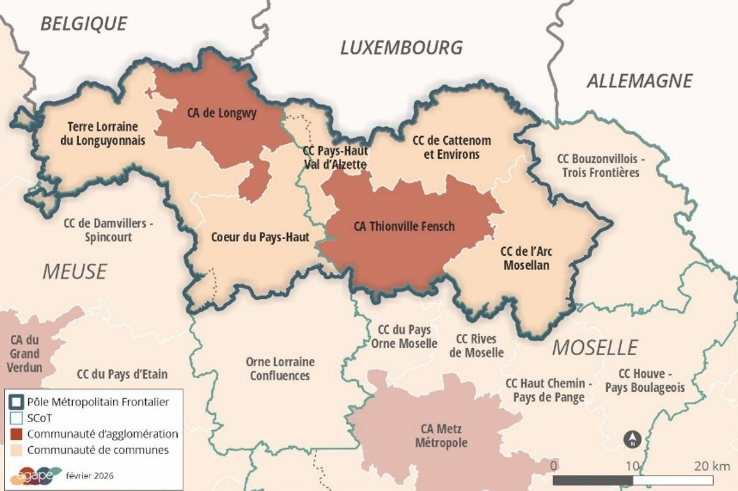 BELGIQUE
LUXEMBOURG
ALLEMAGNE
CA de Longwy
Terre Lorraine
du Longuyonnais
CC Pays-Haut
Val d'Alzette
CC de Cattenom
et Environs
CC Bouzonvillois -
Trois Frontières
CC de Damvillers -
Spincourt
Coeur du Pays-Haut
CA Thionville Fensch
CC de l'Arc
Mosellan
MEUSE
CA du
Grand
Verdun
CC du Pays d'Etain
Orne Lorraine
Confluences
CC du Pays
Orne Moselle
CC Rives
de Moselle
MOSELLE
CC Haut Chemin -
Pays de Pange
CC Houve -
Pays Boulageois
CA Metz
Métropole
Pôle Métropolitain Frontalier
SCoT
Communauté d'agglomération
Communauté de communes
agape
février 2026
N
0 10 20 km